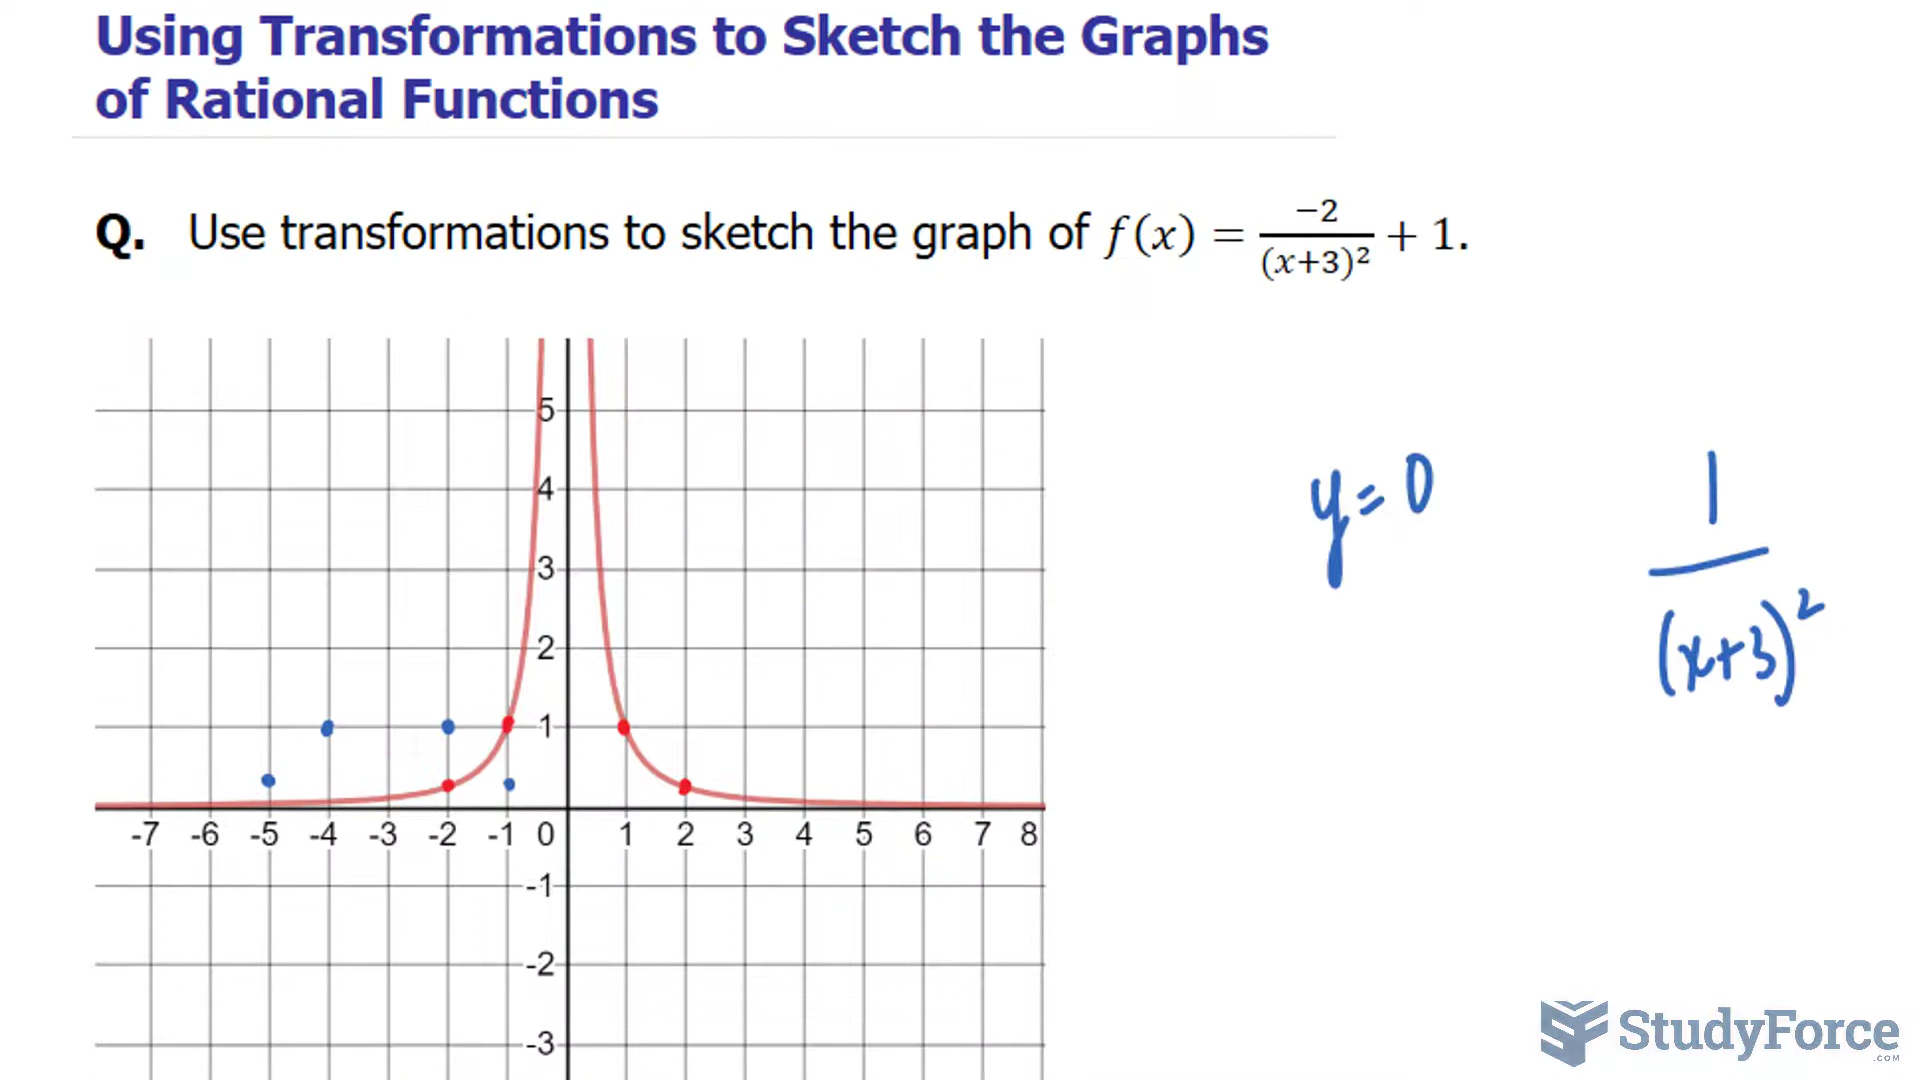 Using Transformations to Sketch the Graphs
of Rational Functions
Q. Use transformations to sketch the graph of f(x) = -2/(x+3)² + 1.
5
4
3
2
1
-7 -6 -5 -4 -3 -2 -1 0 1 2 3 4 5 6 7 8
-1
-2
-3
y=0
1/(x+3)²
StudyForce
.COM